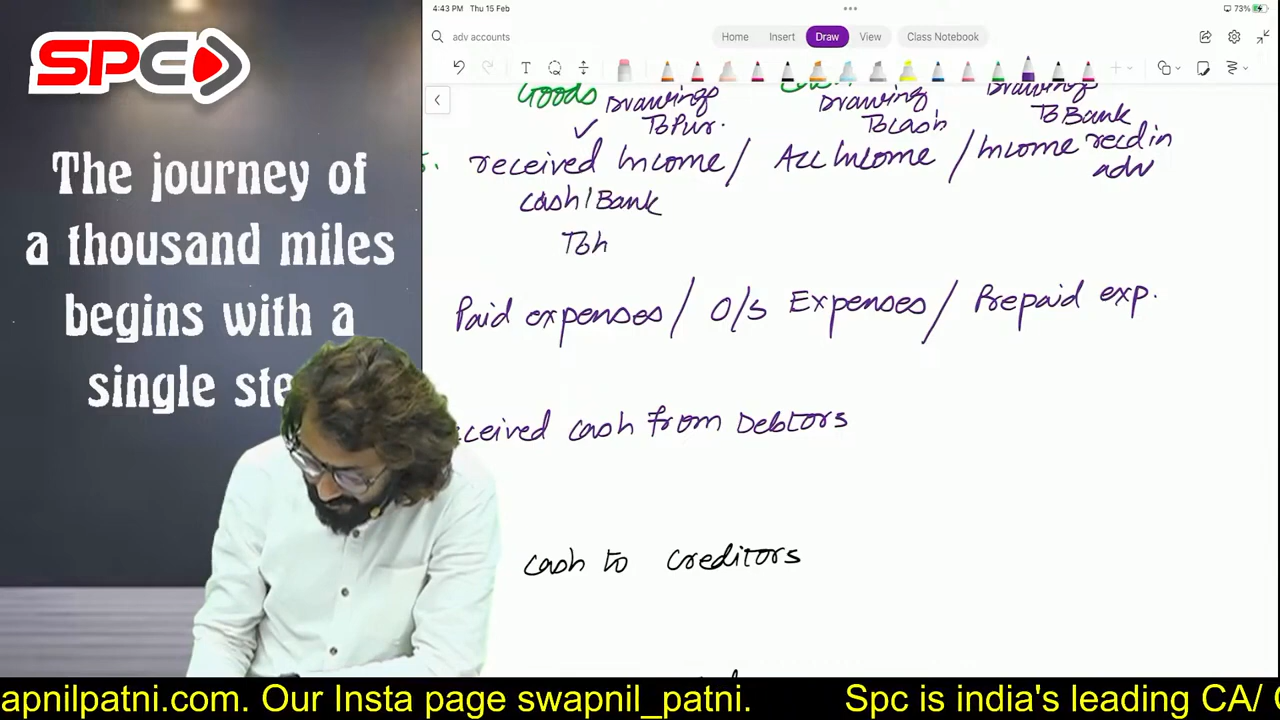 4:43 PM Thu 15 Feb
73%
adv accounts
Home Insert Draw View Class Notebook
SPC
The journey of
a thousand miles
begins with a
single ste
Goods Drawings Drawing Drawings
To Pur. To Cash To Bank
5. received Income / Acc Income / Income recd in
adv
Cash/Bank
To In
Paid expenses / O/s Expenses / Prepaid exp.
ceived cash from Debtors
cash to creditors
apnilpatni.com. Our Insta page swapnil_patni. Spc is india's leading CA/